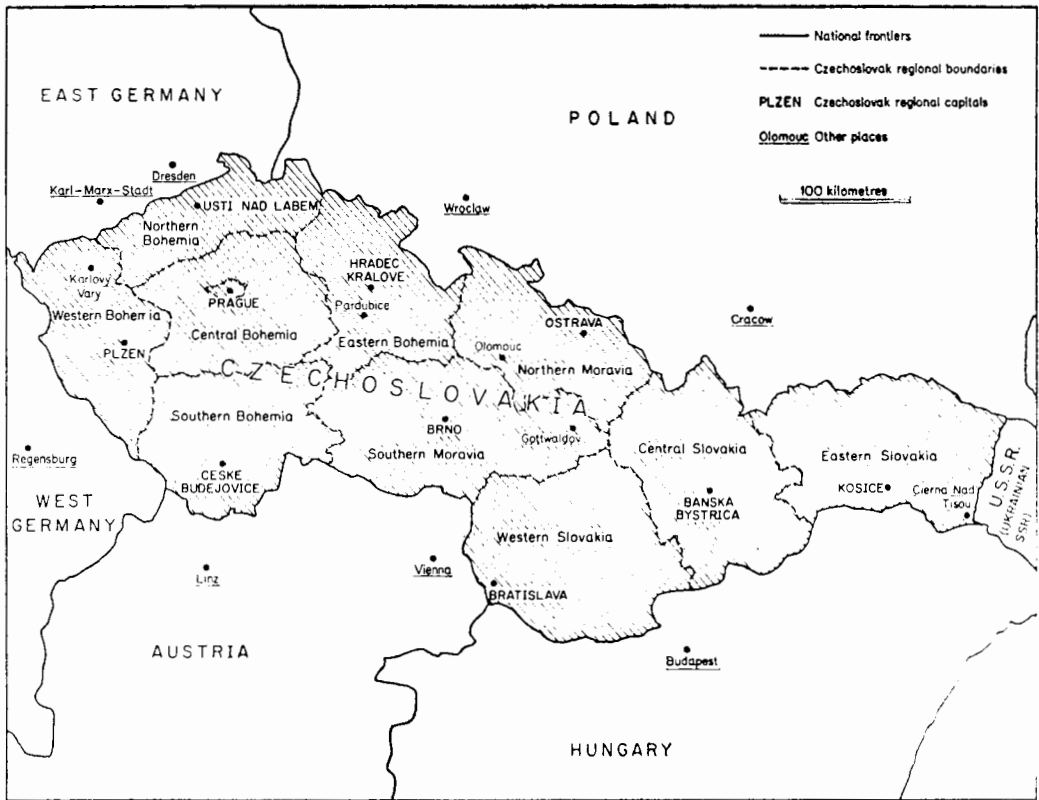 National frontiers
Czechoslovak regional boundaries
PLZEN Czechoslovak regional capitals
Olomouc Other places
100 kilometres
EAST GERMANY
POLAND
Dresden
Karl-Marx-Stadt
USTI NAD LABEM
Wroclaw
Northern
Bohemia
HRADEC
KRALOVE
Karlovy
Vary
PRAGUE
Pardubice
Western Bohemia
Central Bohemia
Eastern Bohemia
OSTRAVA
Cracow
PLZEN
Olomouc
Northern Moravia
CZECHOSLOVAKIA
Southern Bohemia
BRNO
Gottwaldov
Southern Moravia
Central Slovakia
Eastern Slovakia
Regensburg
CESKE
BUDEJOVICE
BANSKA
BYSTRICA
KOSICE
Cierna Nad
Tisou
U.S.S.R.
(UKRAINIAN
SSR)
WEST
GERMANY
Western Slovakia
Linz
Vienna
BRATISLAVA
AUSTRIA
Budapest
HUNGARY